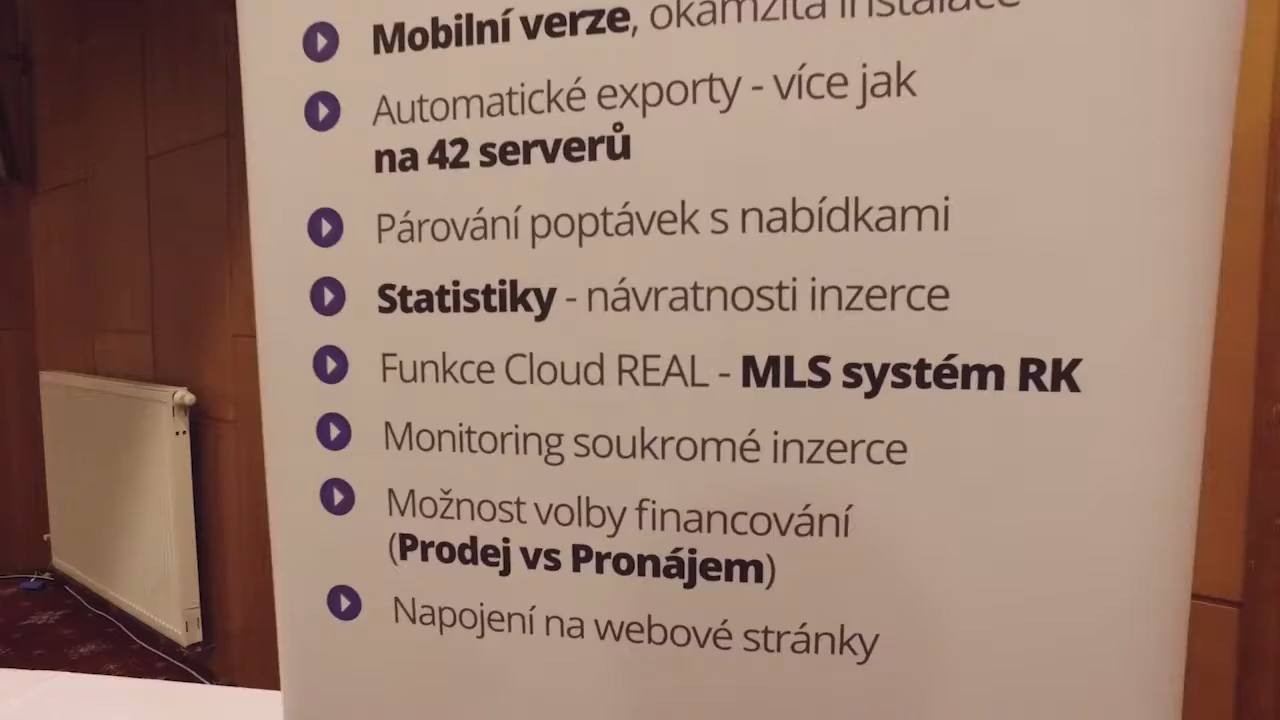 Mobilní verze, okamžitá instalace
Automatické exporty - více jak
na 42 serverů
Párování poptávek s nabídkami
Statistiky - návratnosti inzerce
Funkce Cloud REAL - MLS systém RK
Monitoring soukromé inzerce
Možnost volby financování
(Prodej vs Pronájem)
Napojení na webové stránky